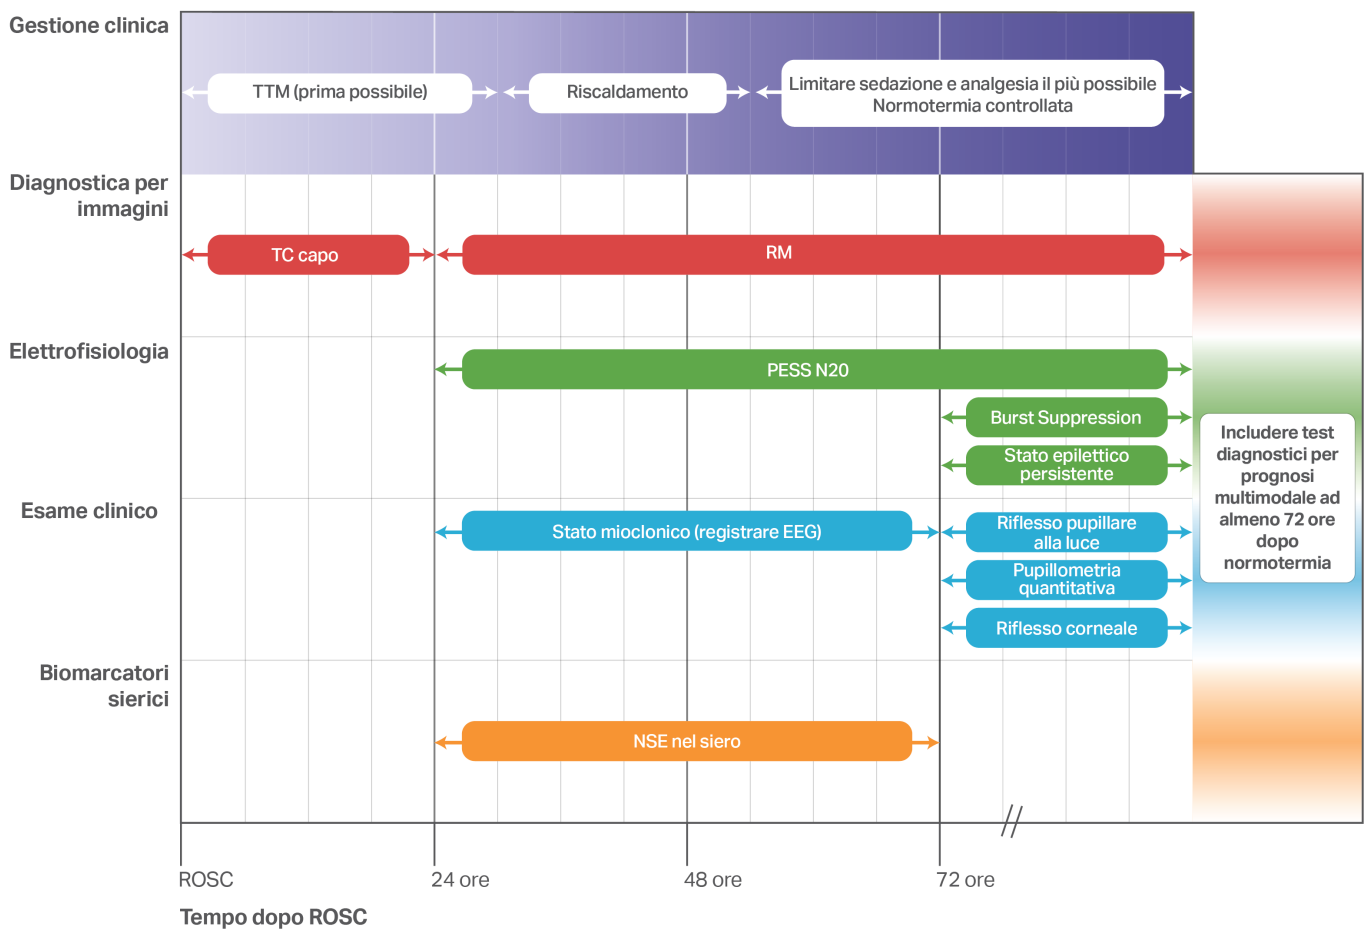 Gestione clinica
TTM (prima possibile)
Riscaldamento
Limitare sedazione e analgesia il più possibile
Normotermia controllata
Diagnostica per
immagini
TC capo
RM
Elettrofisiologia
PESS N20
Burst Suppression
Stato epilettico
persistente
Esame clinico
Stato mioclonico (registrare EEG)
Riflesso pupillare
alla luce
Pupillometria
quantitativa
Riflesso corneale
Biomarcatori
sierici
NSE nel siero
Includere test
diagnostici per
prognosi
multimodale ad
almeno 72 ore
dopo
normotermia
ROSC
24 ore
48 ore
72 ore
Tempo dopo ROSC